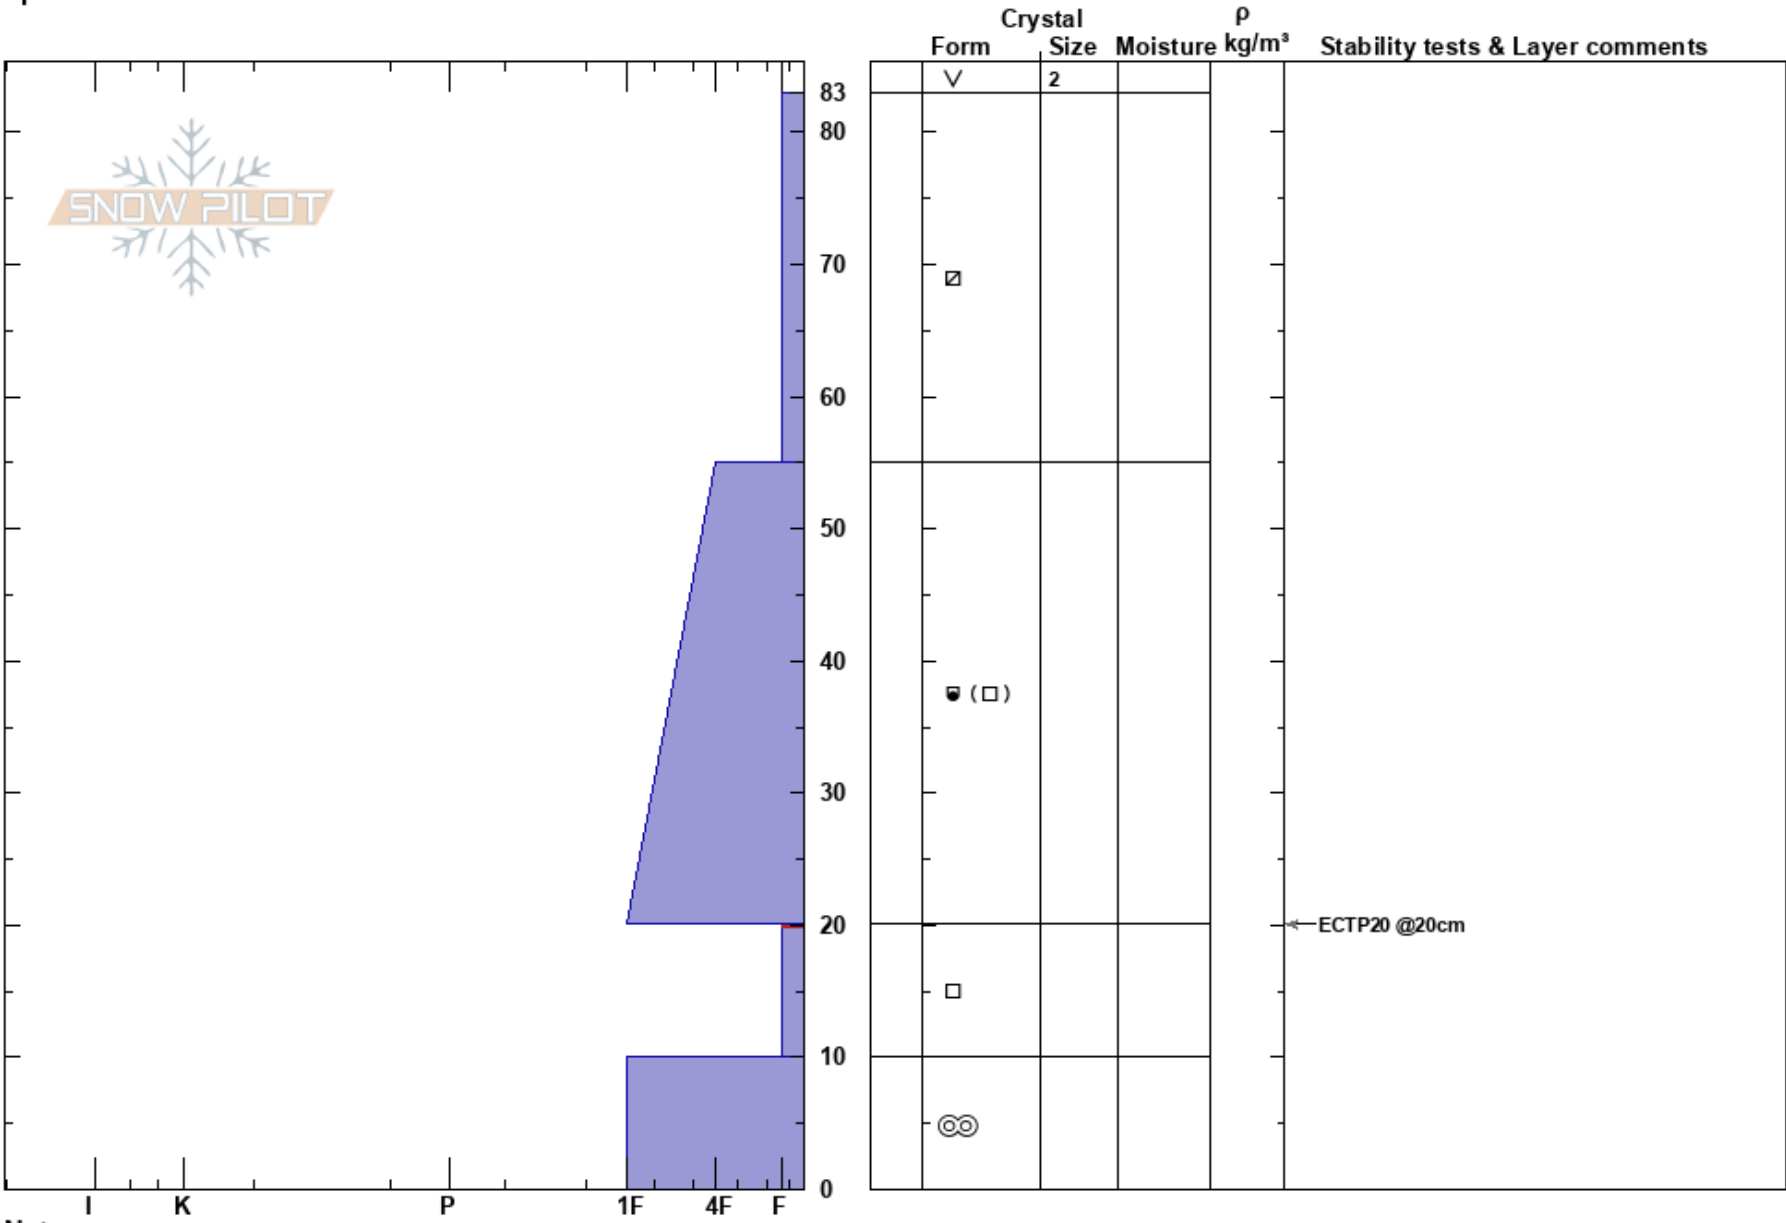 Crystal
ρ
Form Size Moisture kg/m³ Stability tests & Layer comments
2
83
80
SNOW PILOT
70
60
50
40
( )
30
20 ECTP20 @20cm
10
0
I K P 1F 4F F